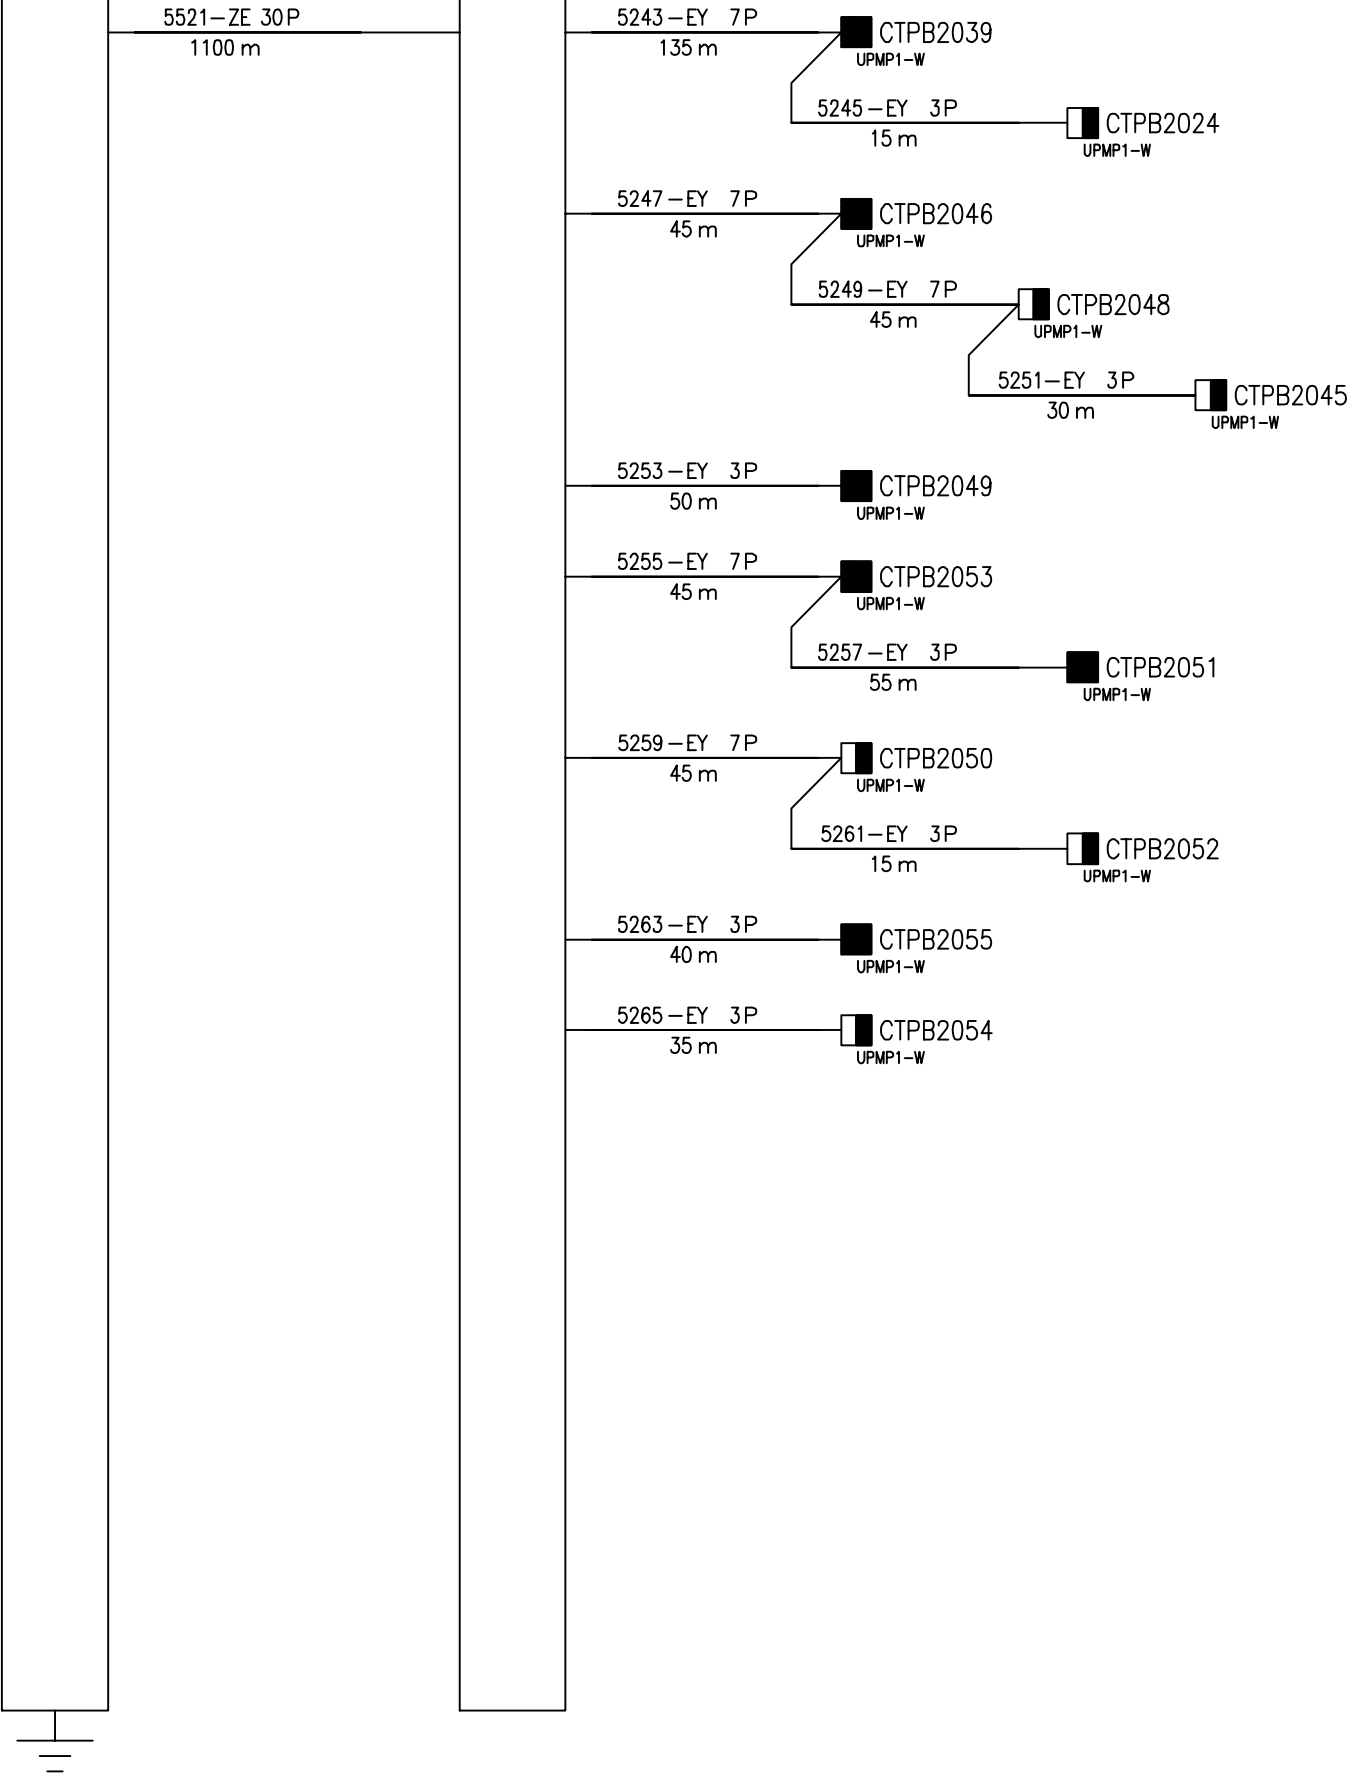 5521-ZE 30P
1100 m
5243-EY 7P
135 m
CTPB2039
UPMP1-W
5245-EY 3P
15 m
CTPB2024
UPMP1-W
5247-EY 7P
45 m
CTPB2046
UPMP1-W
5249-EY 7P
45 m
CTPB2048
UPMP1-W
5251-EY 3P
30 m
CTPB2045
UPMP1-W
5253-EY 3P
50 m
CTPB2049
UPMP1-W
5255-EY 7P
45 m
CTPB2053
UPMP1-W
5257-EY 3P
55 m
CTPB2051
UPMP1-W
5259-EY 7P
45 m
CTPB2050
UPMP1-W
5261-EY 3P
15 m
CTPB2052
UPMP1-W
5263-EY 3P
40 m
CTPB2055
UPMP1-W
5265-EY 3P
35 m
CTPB2054
UPMP1-W